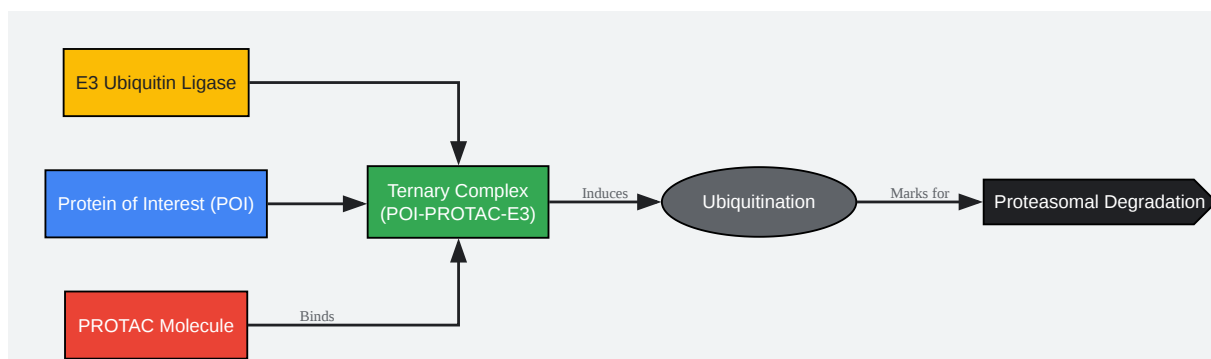 E3 Ubiquitin Ligase
Protein of Interest (POI)
PROTAC Molecule
Binds
Ternary Complex
(POI-PROTAC-E3)
Induces
Ubiquitination
Marks for
Proteasomal Degradation